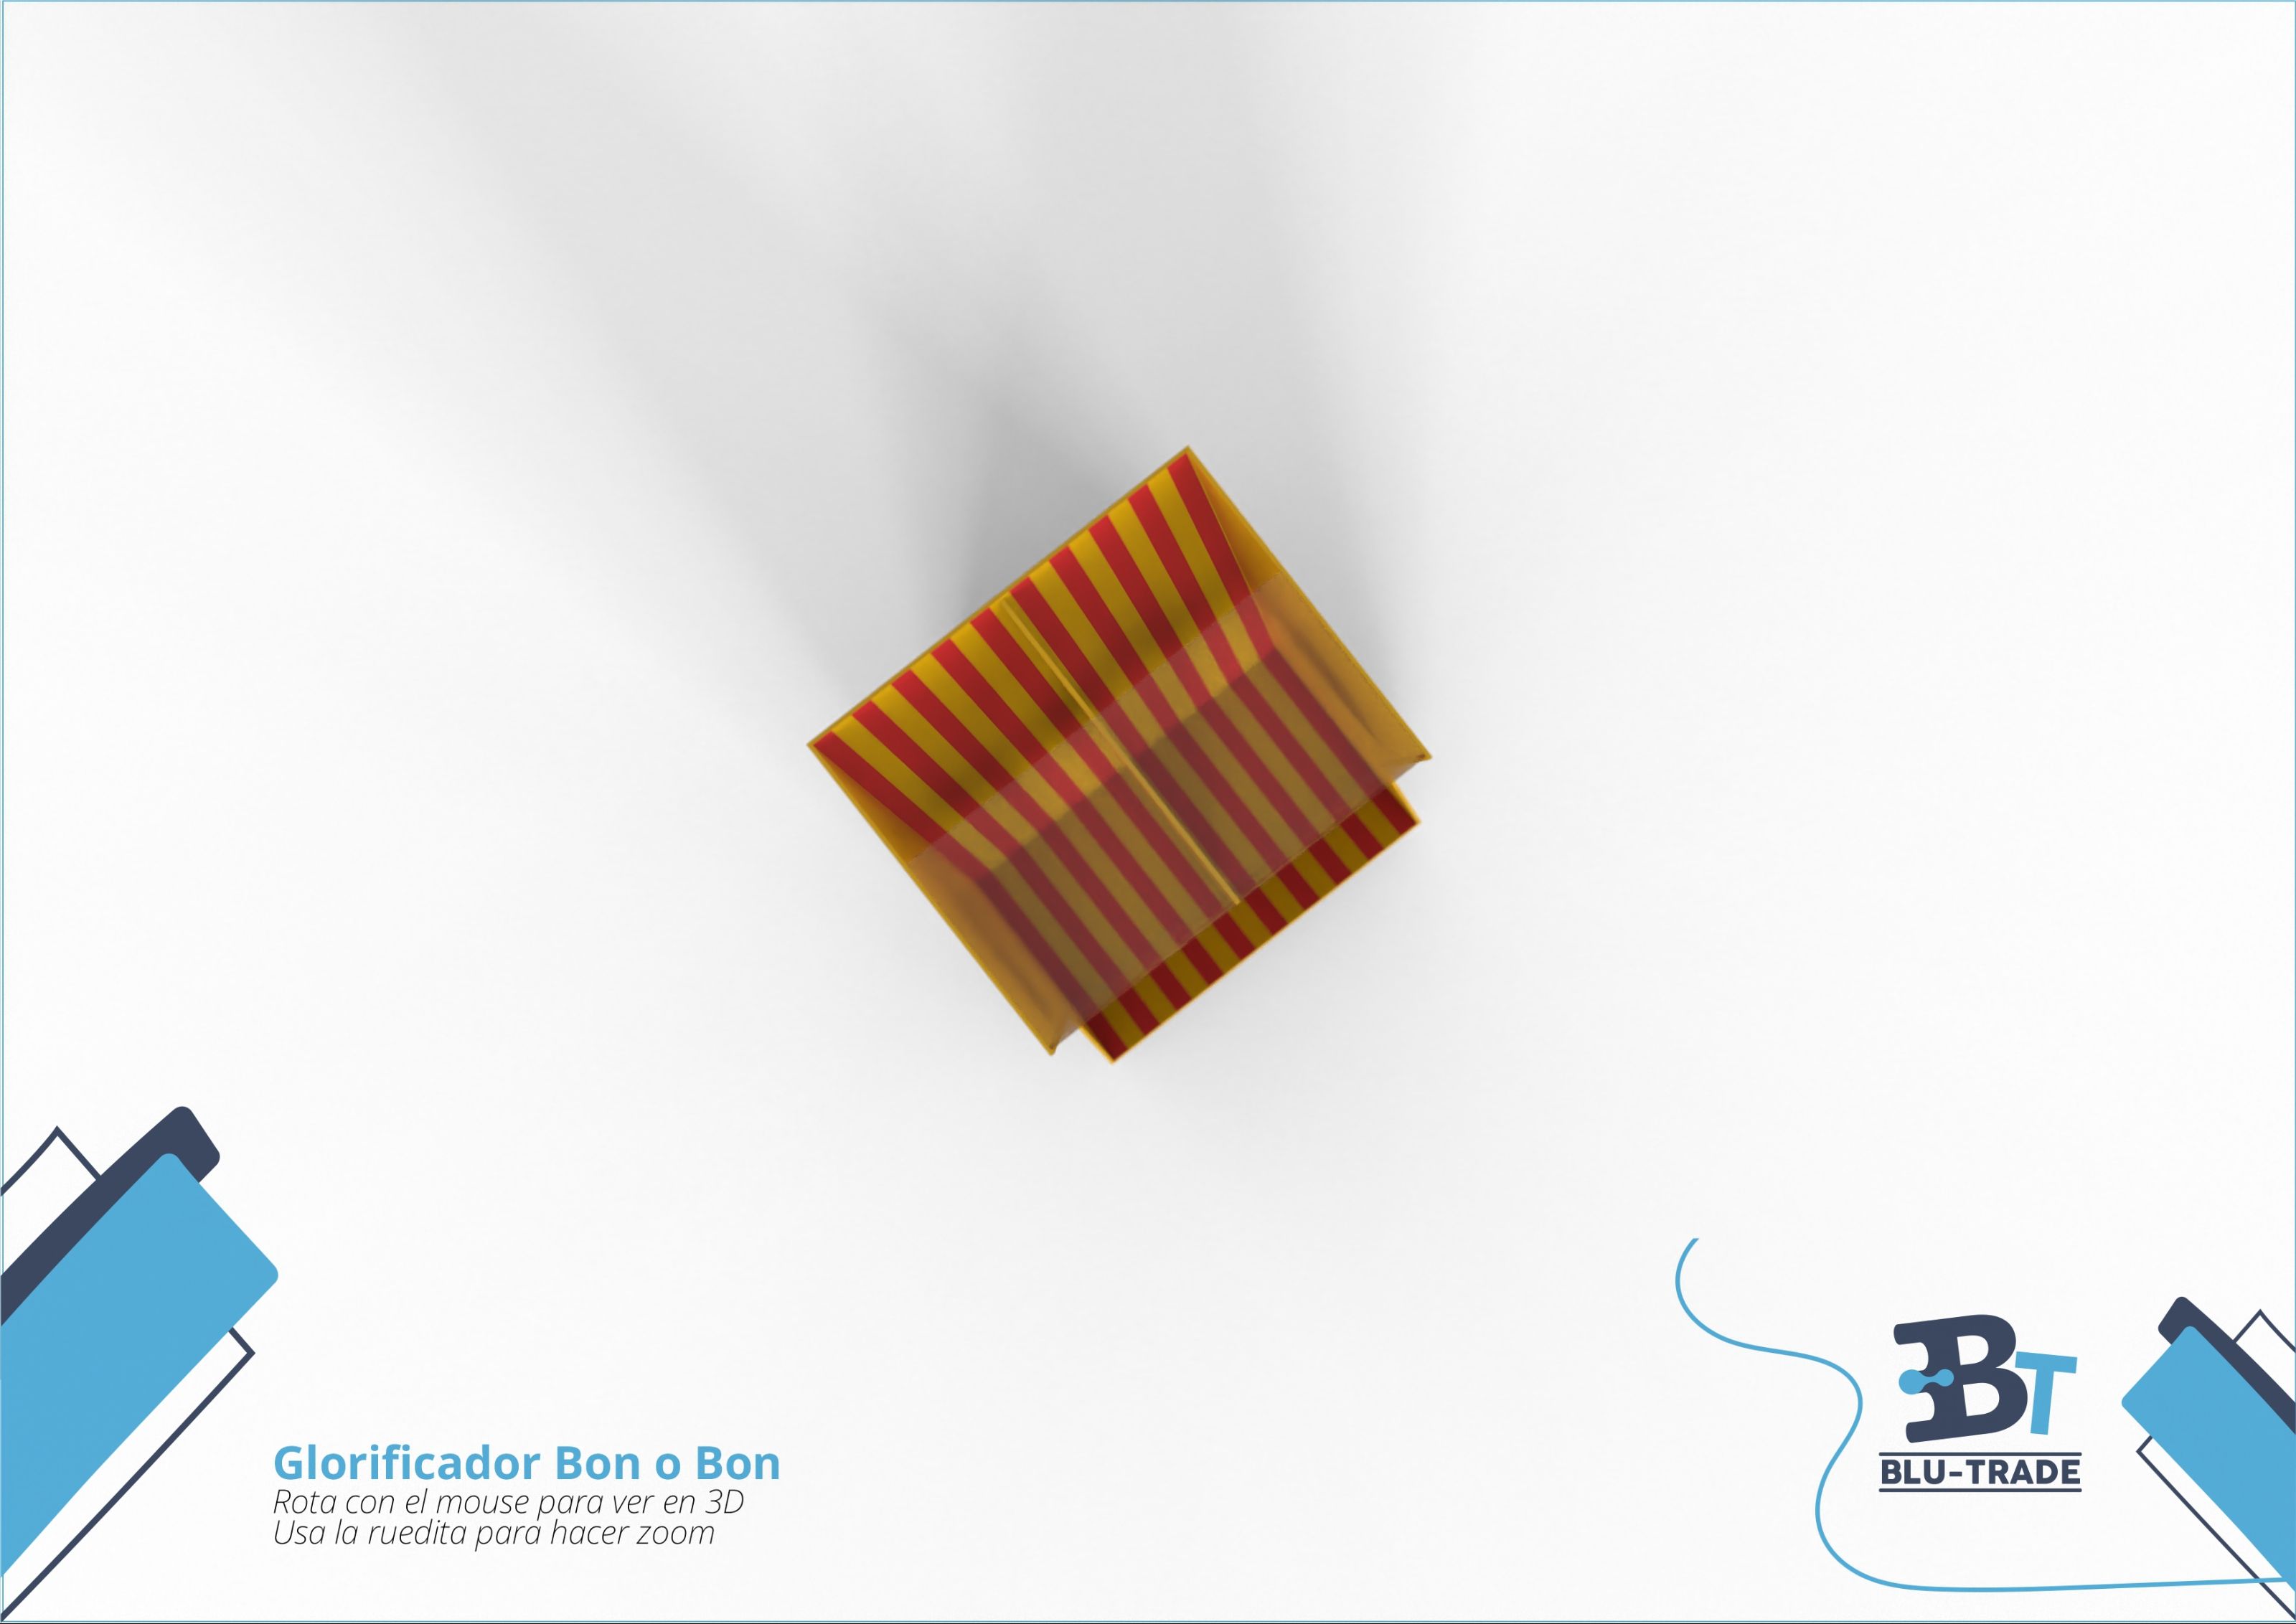 Glorificador Bon o Bon
Rota con el mouse para ver en 3D
Usa la ruedita para hacer zoom
BT
BLU-TRADE